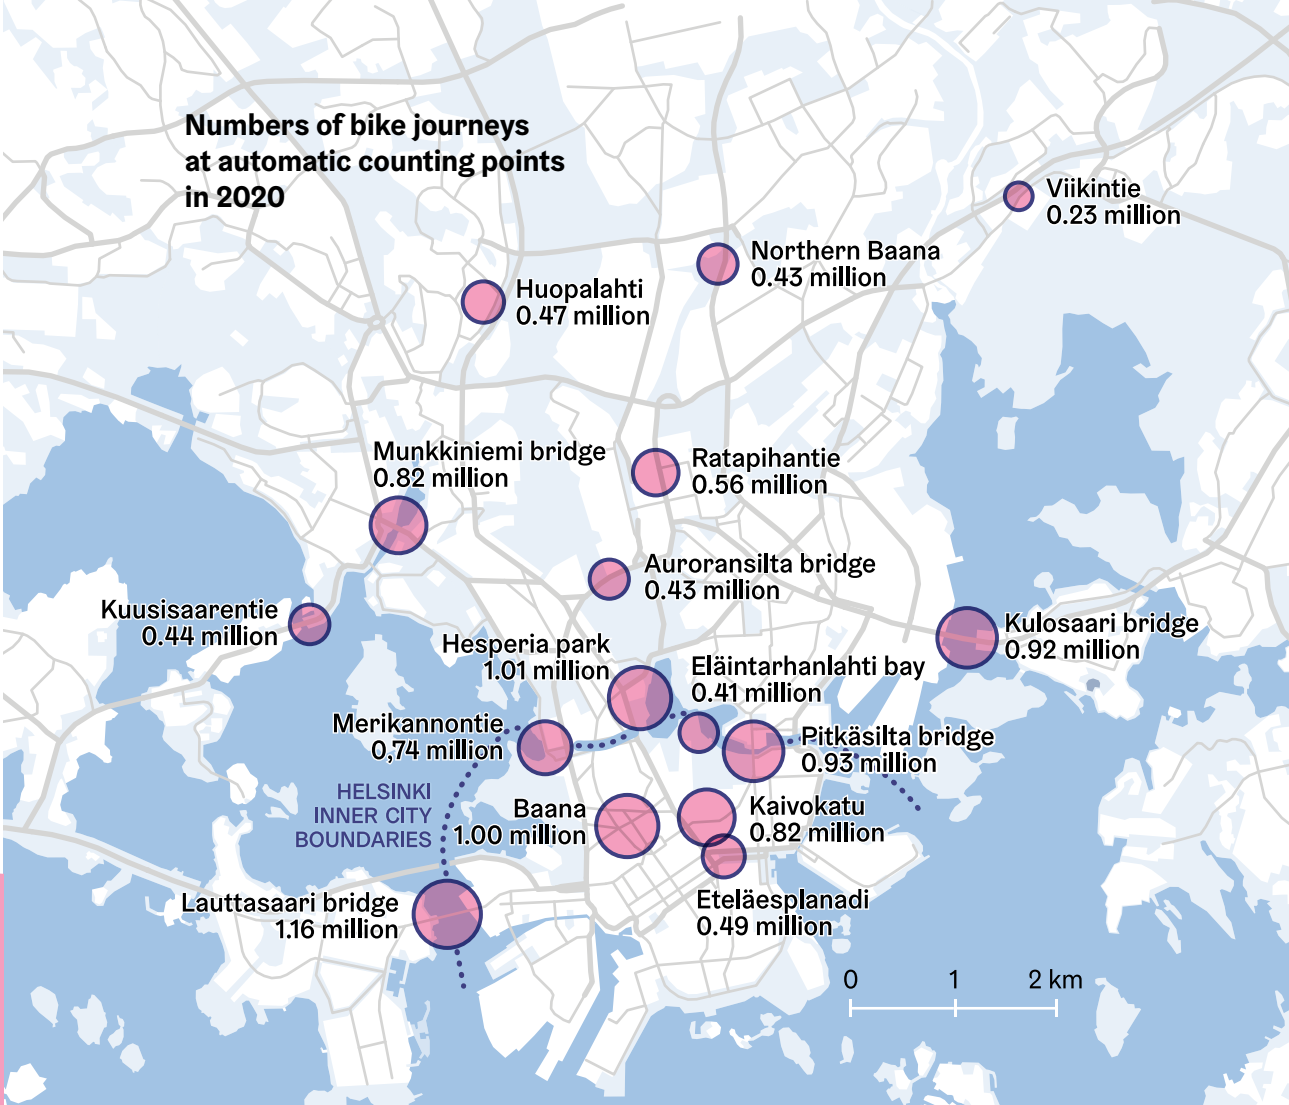 Numbers of bike journeys
at automatic counting points
in 2020
Viikintie
0.23 million
Northern Baana
0.43 million
Huopalahti
0.47 million
Munkkiniemi bridge
0.82 million
Ratapihantie
0.56 million
Auroransilta bridge
0.43 million
Kuusisaarentie
0.44 million
Kulosaari bridge
0.92 million
Hesperia park
1.01 million
Eläintarhanlahti bay
0.41 million
Merikannontie
0,74 million
Pitkäsilta bridge
0.93 million
HELSINKI
INNER CITY
BOUNDARIES
Baana
1.00 million
Kaivokatu
0.82 million
Eteläesplanadi
0.49 million
Lauttasaari bridge
1.16 million
0 1 2 km